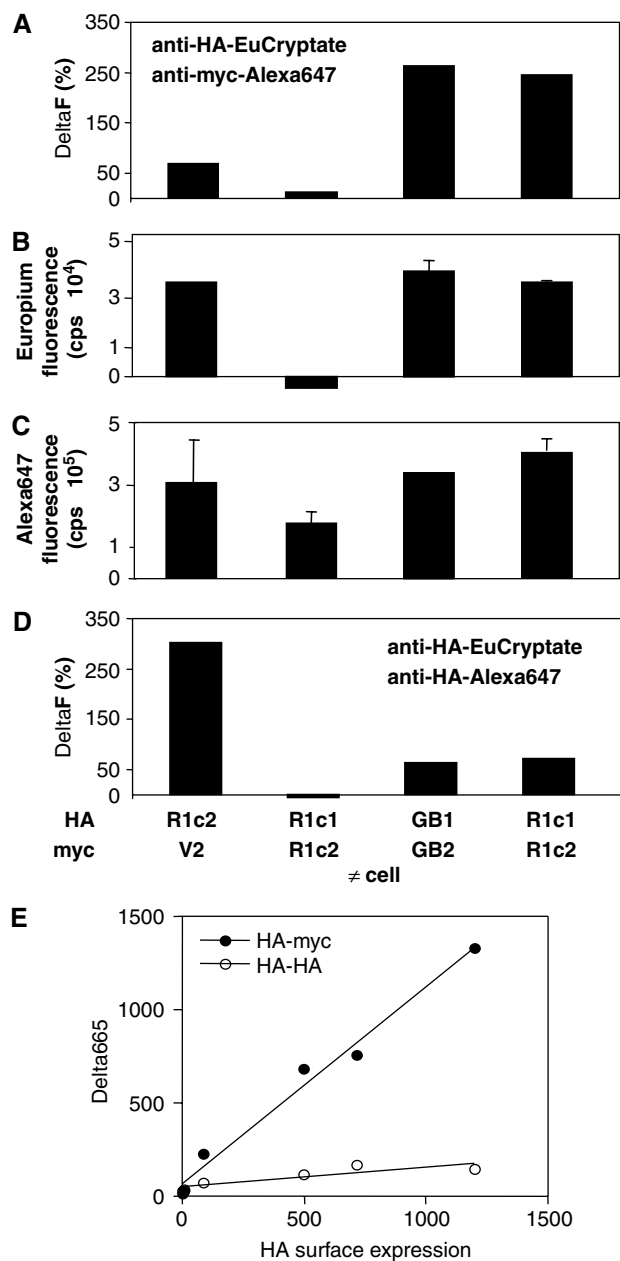 A
350
250
150
50
0
DeltaF (%)
anti-HA-EuCryptate
anti-myc-Alexa647
B
5
3
1
0
Europium
fluorescence
(cps 10⁴)
C
5
3
1
0
Alexa647
fluorescence
(cps 10⁵)
D
350
250
150
50
0
DeltaF (%)
anti-HA-EuCryptate
anti-HA-Alexa647
HA R1c2 R1c1 GB1 R1c1
myc V2 R1c2 GB2 R1c2
≠ cell
E
1500
1000
500
0
Delta665
HA-myc
HA-HA
0 500 1000 1500
HA surface expression